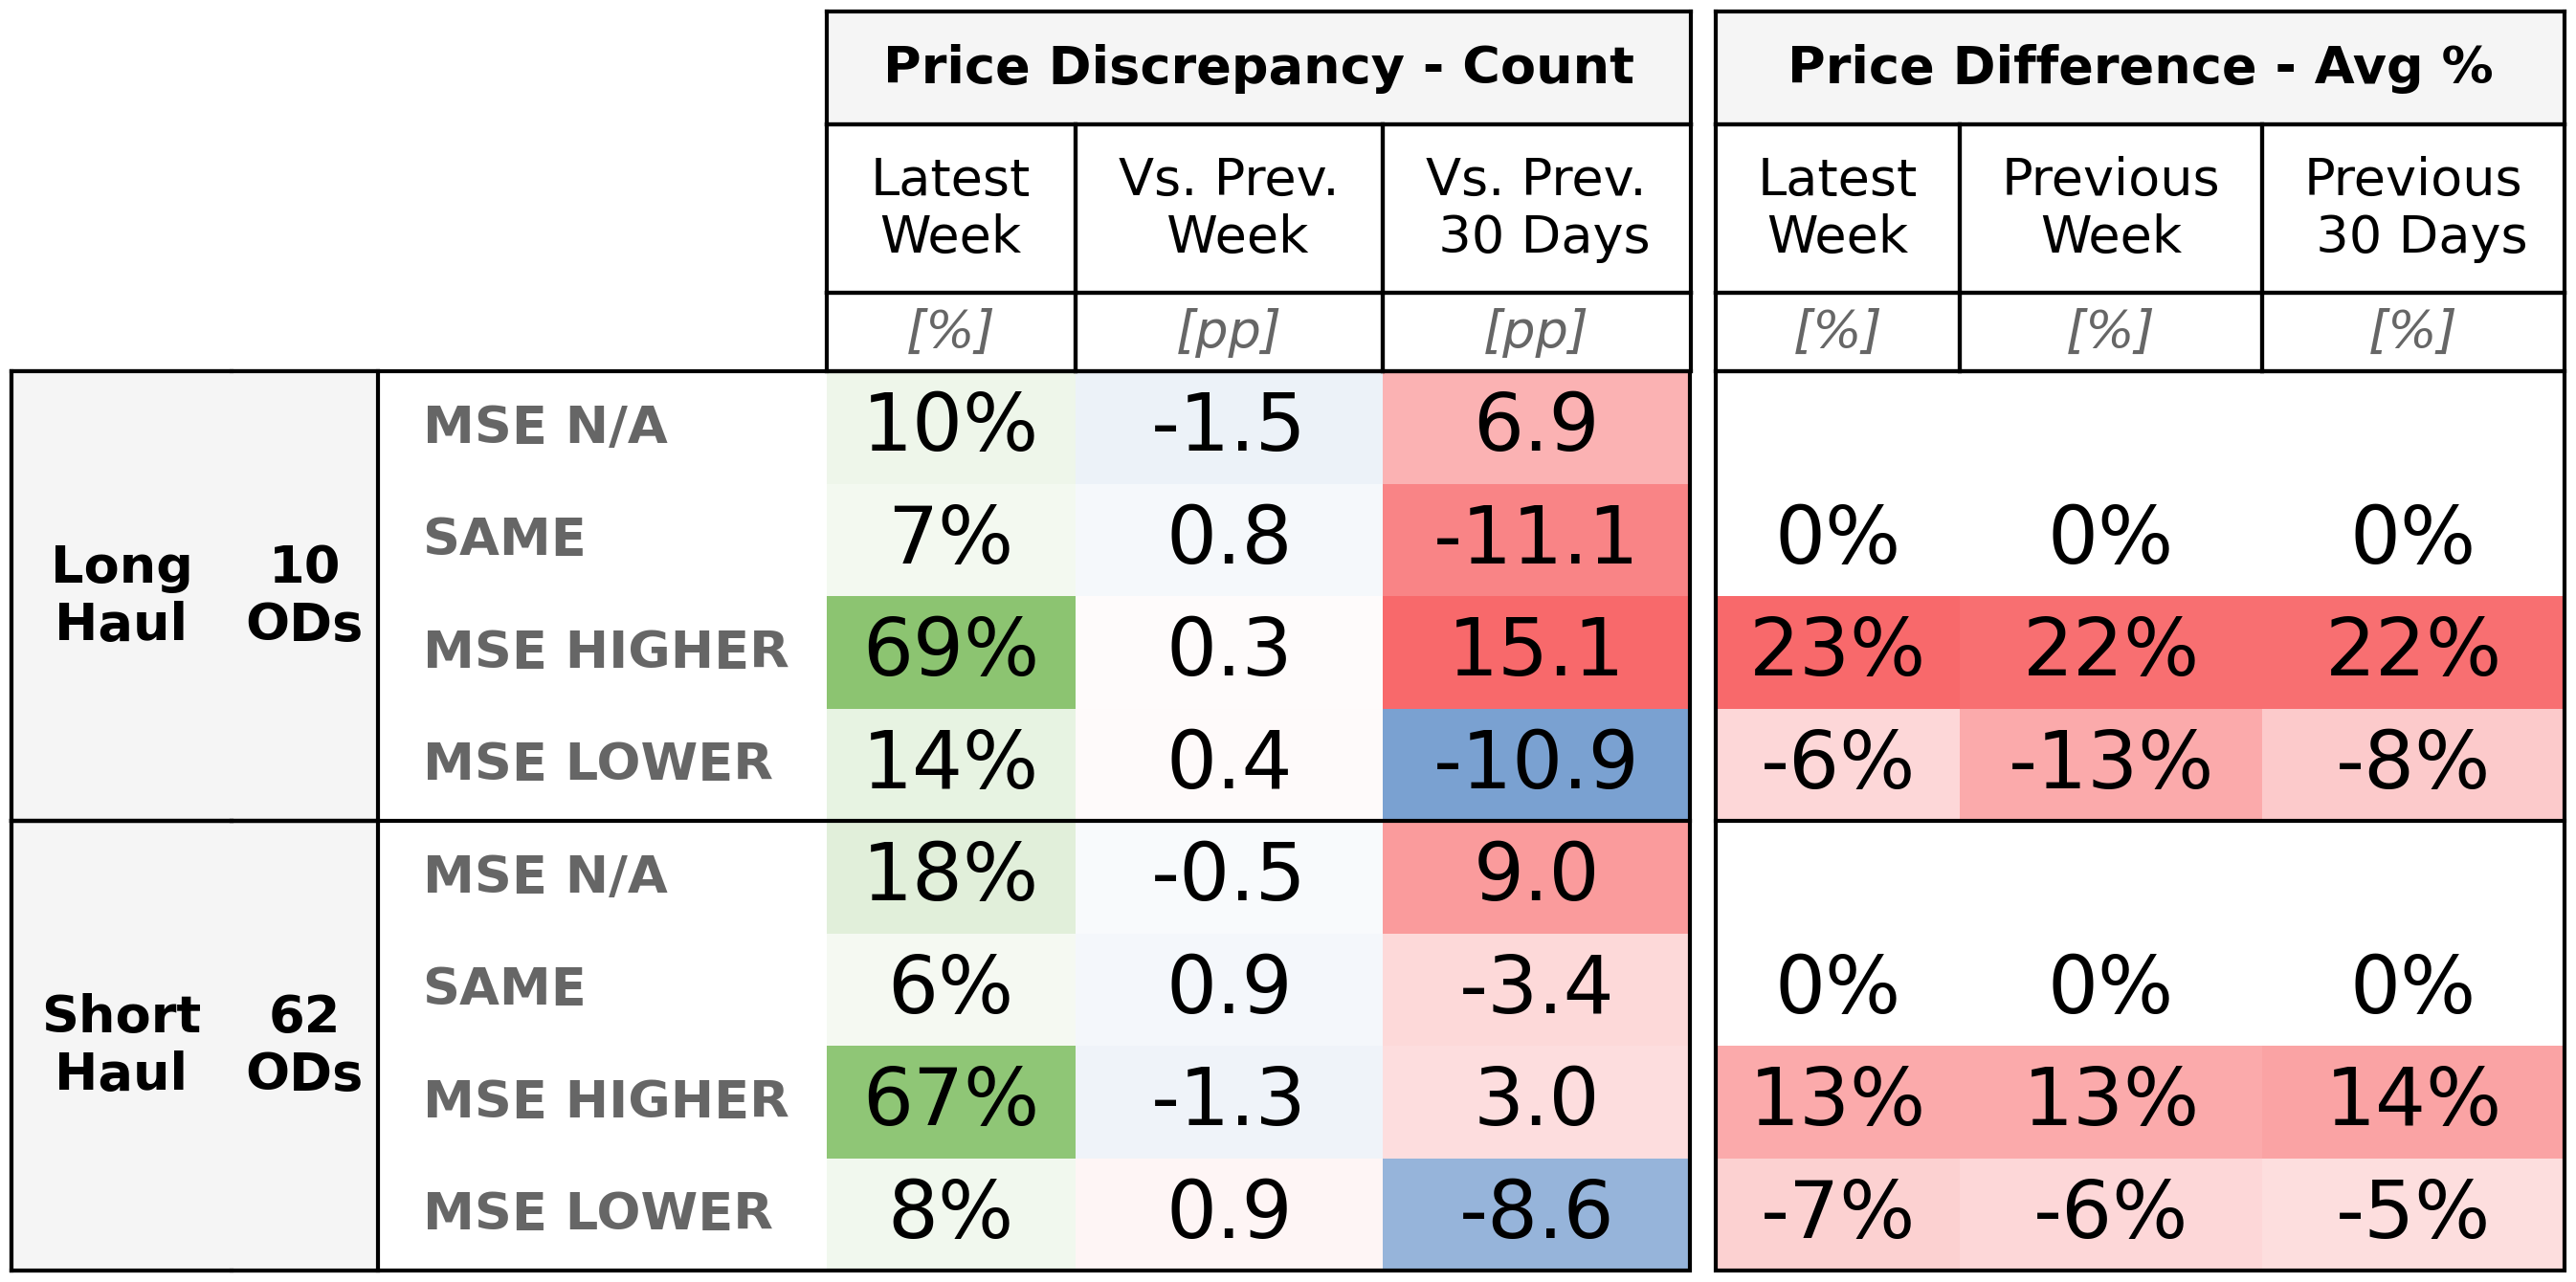 Price Discrepancy - Count Price Difference - Avg %
Latest Week Vs. Prev. Week Vs. Prev. 30 Days Latest Week Previous Week Previous 30 Days
[%] [pp] [pp] [%] [%] [%]
Long Haul 10 ODs
MSE N/A 10% -1.5 6.9
SAME 7% 0.8 -11.1 0% 0% 0%
MSE HIGHER 69% 0.3 15.1 23% 22% 22%
MSE LOWER 14% 0.4 -10.9 -6% -13% -8%
Short Haul 62 ODs
MSE N/A 18% -0.5 9.0
SAME 6% 0.9 -3.4 0% 0% 0%
MSE HIGHER 67% -1.3 3.0 13% 13% 14%
MSE LOWER 8% 0.9 -8.6 -7% -6% -5%